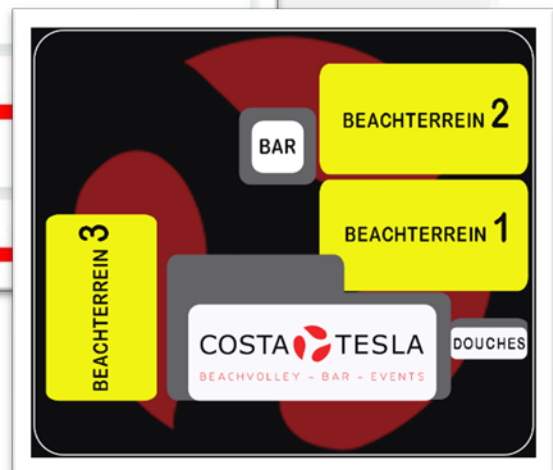 BEACHTERREIN 2
BAR
BEACHTERREIN 1
BEACHTERREIN 3
COSTA TESLA
BEACHVOLLEY - BAR - EVENTS
DOUCHES